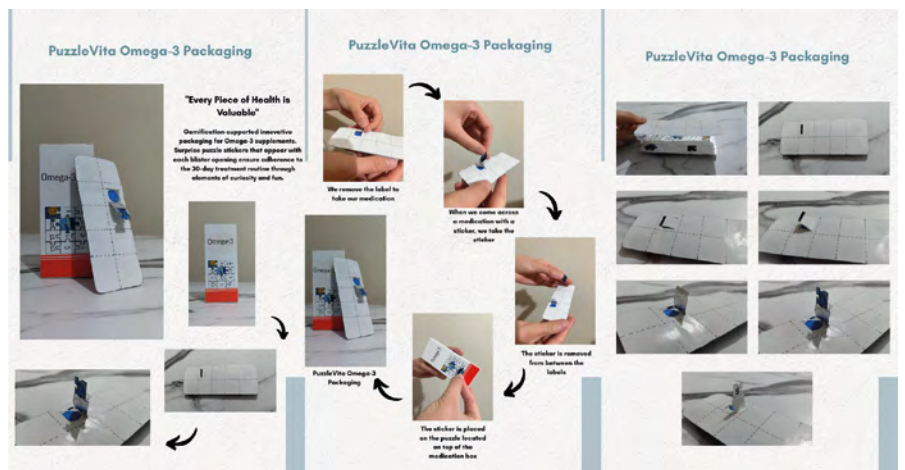 PuzzleVita Omega-3 Packaging
"Every Piece of Health is
Valuable"
Gamification-supported innovative
packaging for Omega-3 supplements.
Surprise puzzle stickers that appear with
each blister opening ensure adherence to
the 30-day treatment routine through
elements of curiosity and fun.
Omega-3
Omega-3
PuzzleVita Omega-3 Packaging
We remove the label to
take our medication
When we come across
a medication with a
sticker, we take the
sticker
The sticker is removed
from between the
labels
The sticker is placed
on the puzzle located
on top of the
medication box
Omega-3
PuzzleVita Omega-3
Packaging
Omega-3
PuzzleVita Omega-3 Packaging